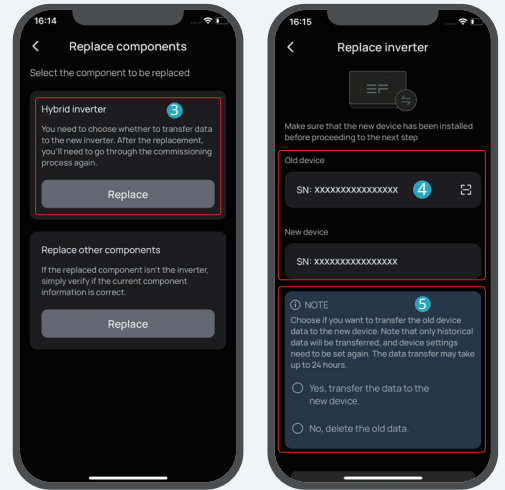 16:14
Replace components
Select the component to be replaced
Hybrid inverter
3
You need to choose whether to transfer data
to the new inverter. After the replacement,
you'll need to go through the commissioning
process again.
Replace
Replace other components
If the replaced component isn't the inverter,
simply verify if the current component
information is correct.
Replace
16:15
Replace inverter
Make sure that the new device has been installed
before proceeding to the next step
Old device
SN: XXXXXXXXXXXXXXXX
4
New device
SN: XXXXXXXXXXXXXXXX
NOTE
5
Choose if you want to transfer the old device
data to the new device. Note that only historical
data will be transferred, and device settings
need to be set again. The data transfer may take
up to 24 hours.
Yes, transfer the data to the
new device.
No, delete the old data.